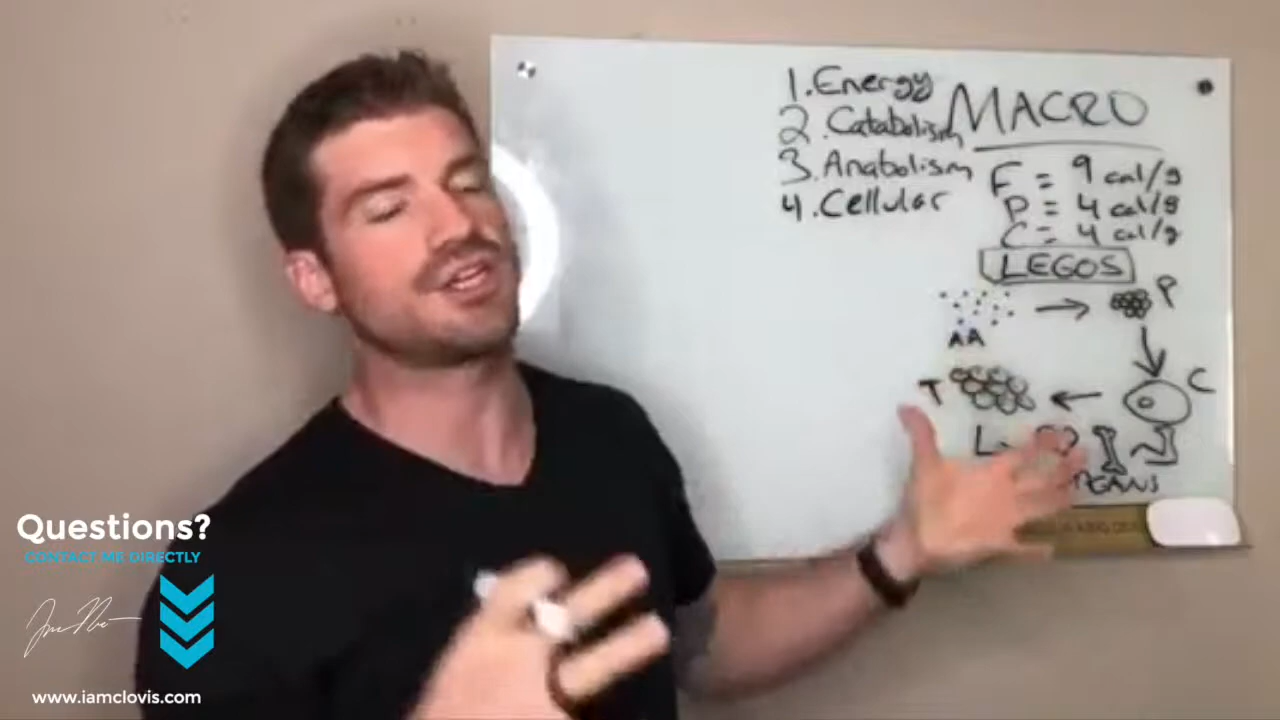 1. Energy
2. Catabolism
3. Anabolism
4. Cellular
MACRO
F = 9 cal/g
P = 4 cal/g
C = 4 cal/g
LEGOS
P
AA
C
T
Questions?
CONTACT ME DIRECTLY
www.iamclovis.com